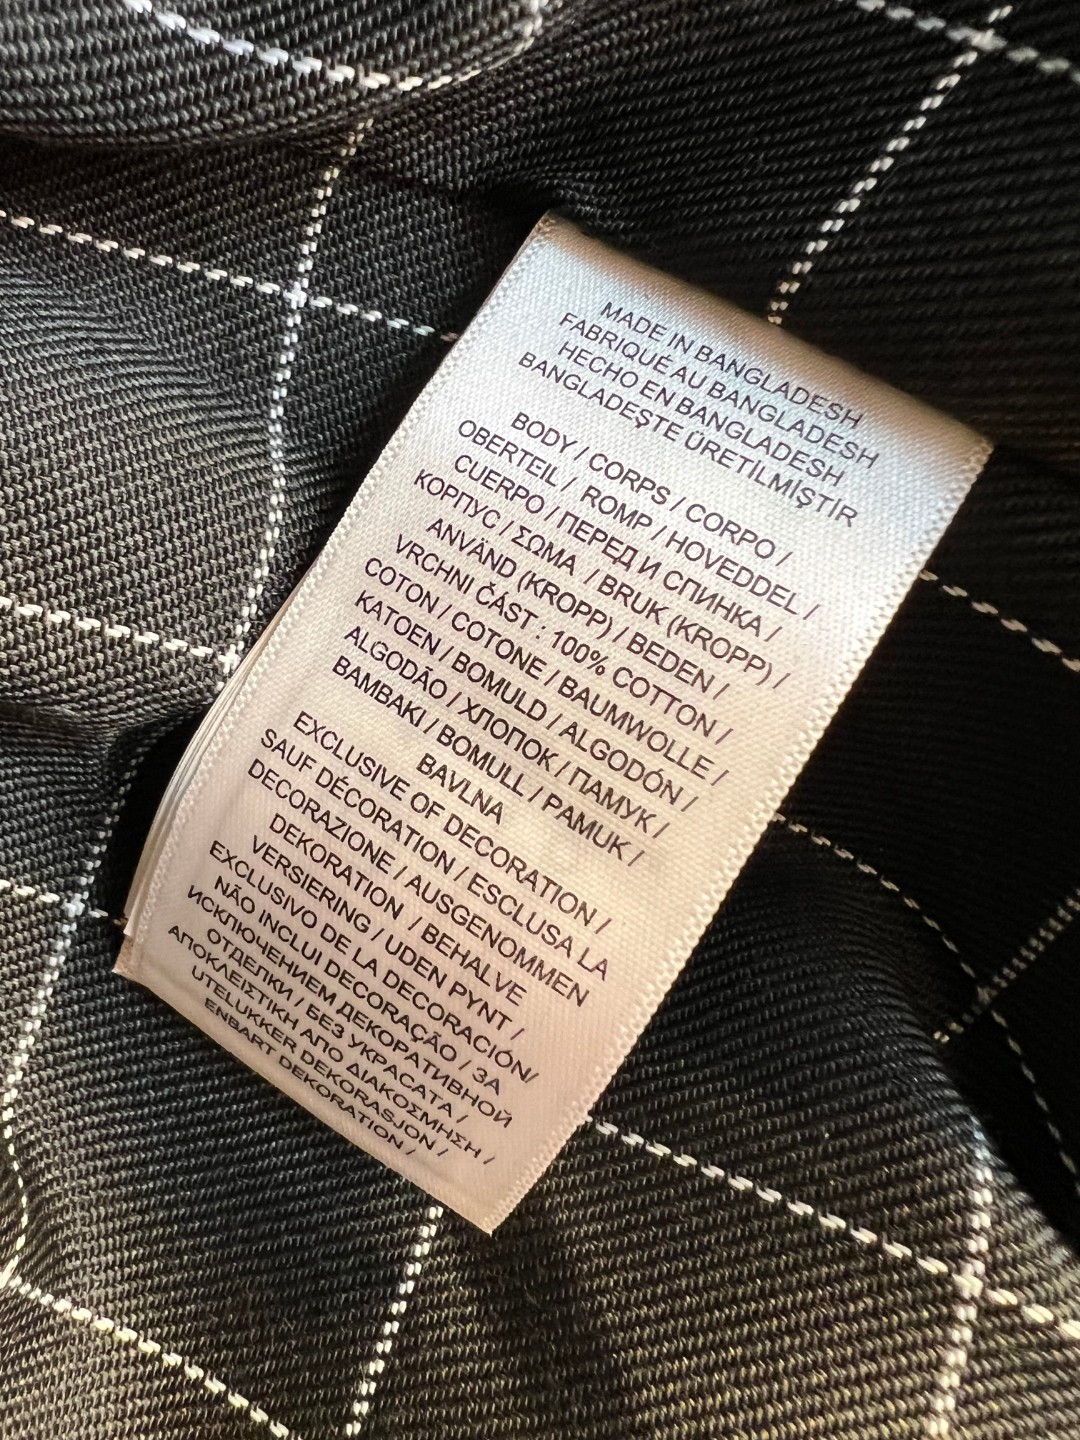 MADE IN BANGLADESH
FABRIQUÉ AU BANGLADESH
HECHO EN BANGLADESH
BANGLADEŞTE ÜRETİLMİŞTİR
BODY / CORPS / CORPO /
OBERTEIL / ROMP / HOVEDDEL /
CUERPO / ПЕРЕД И СПИНКА /
КОРПУС / ΣΩΜΑ / BRUK (KROPP) /
ANVÄND (KROPP) / BEDEN /
VRCHNI ČÁST : 100% COTTON /
COTON / COTONE / BAUMWOLLE /
KATOEN / BOMULD / ALGODÓN /
ALGODÃO / ХЛОПОК / ПАМУК /
BAMBAKI / BOMULL / PAMUK /
BAVLNA
EXCLUSIVE OF DECORATION /
SAUF DÉCORATION / ESCLUSA LA
DECORAZIONE / AUSGENOMMEN
DEKORATION / BEHALVE
VERSIERING / UDEN PYNT /
EXCLUSIVO DE LA DECORACIÓN/
NÃO INCLUI DECORAÇÃO / ЗА
ИСКЛЮЧЕНИЕМ ДЕКОРАТИВНОЙ
ОТДЕЛКИ / БЕЗ УКРАСАТА /
ΑΠΟΚΛΕΙΣΤΙΚΗ ΑΠΟ ΔΙΑΚΟΣΜΗΣΗ /
UTELUKKER DEKORASJON /
ENBART DEKORATION /